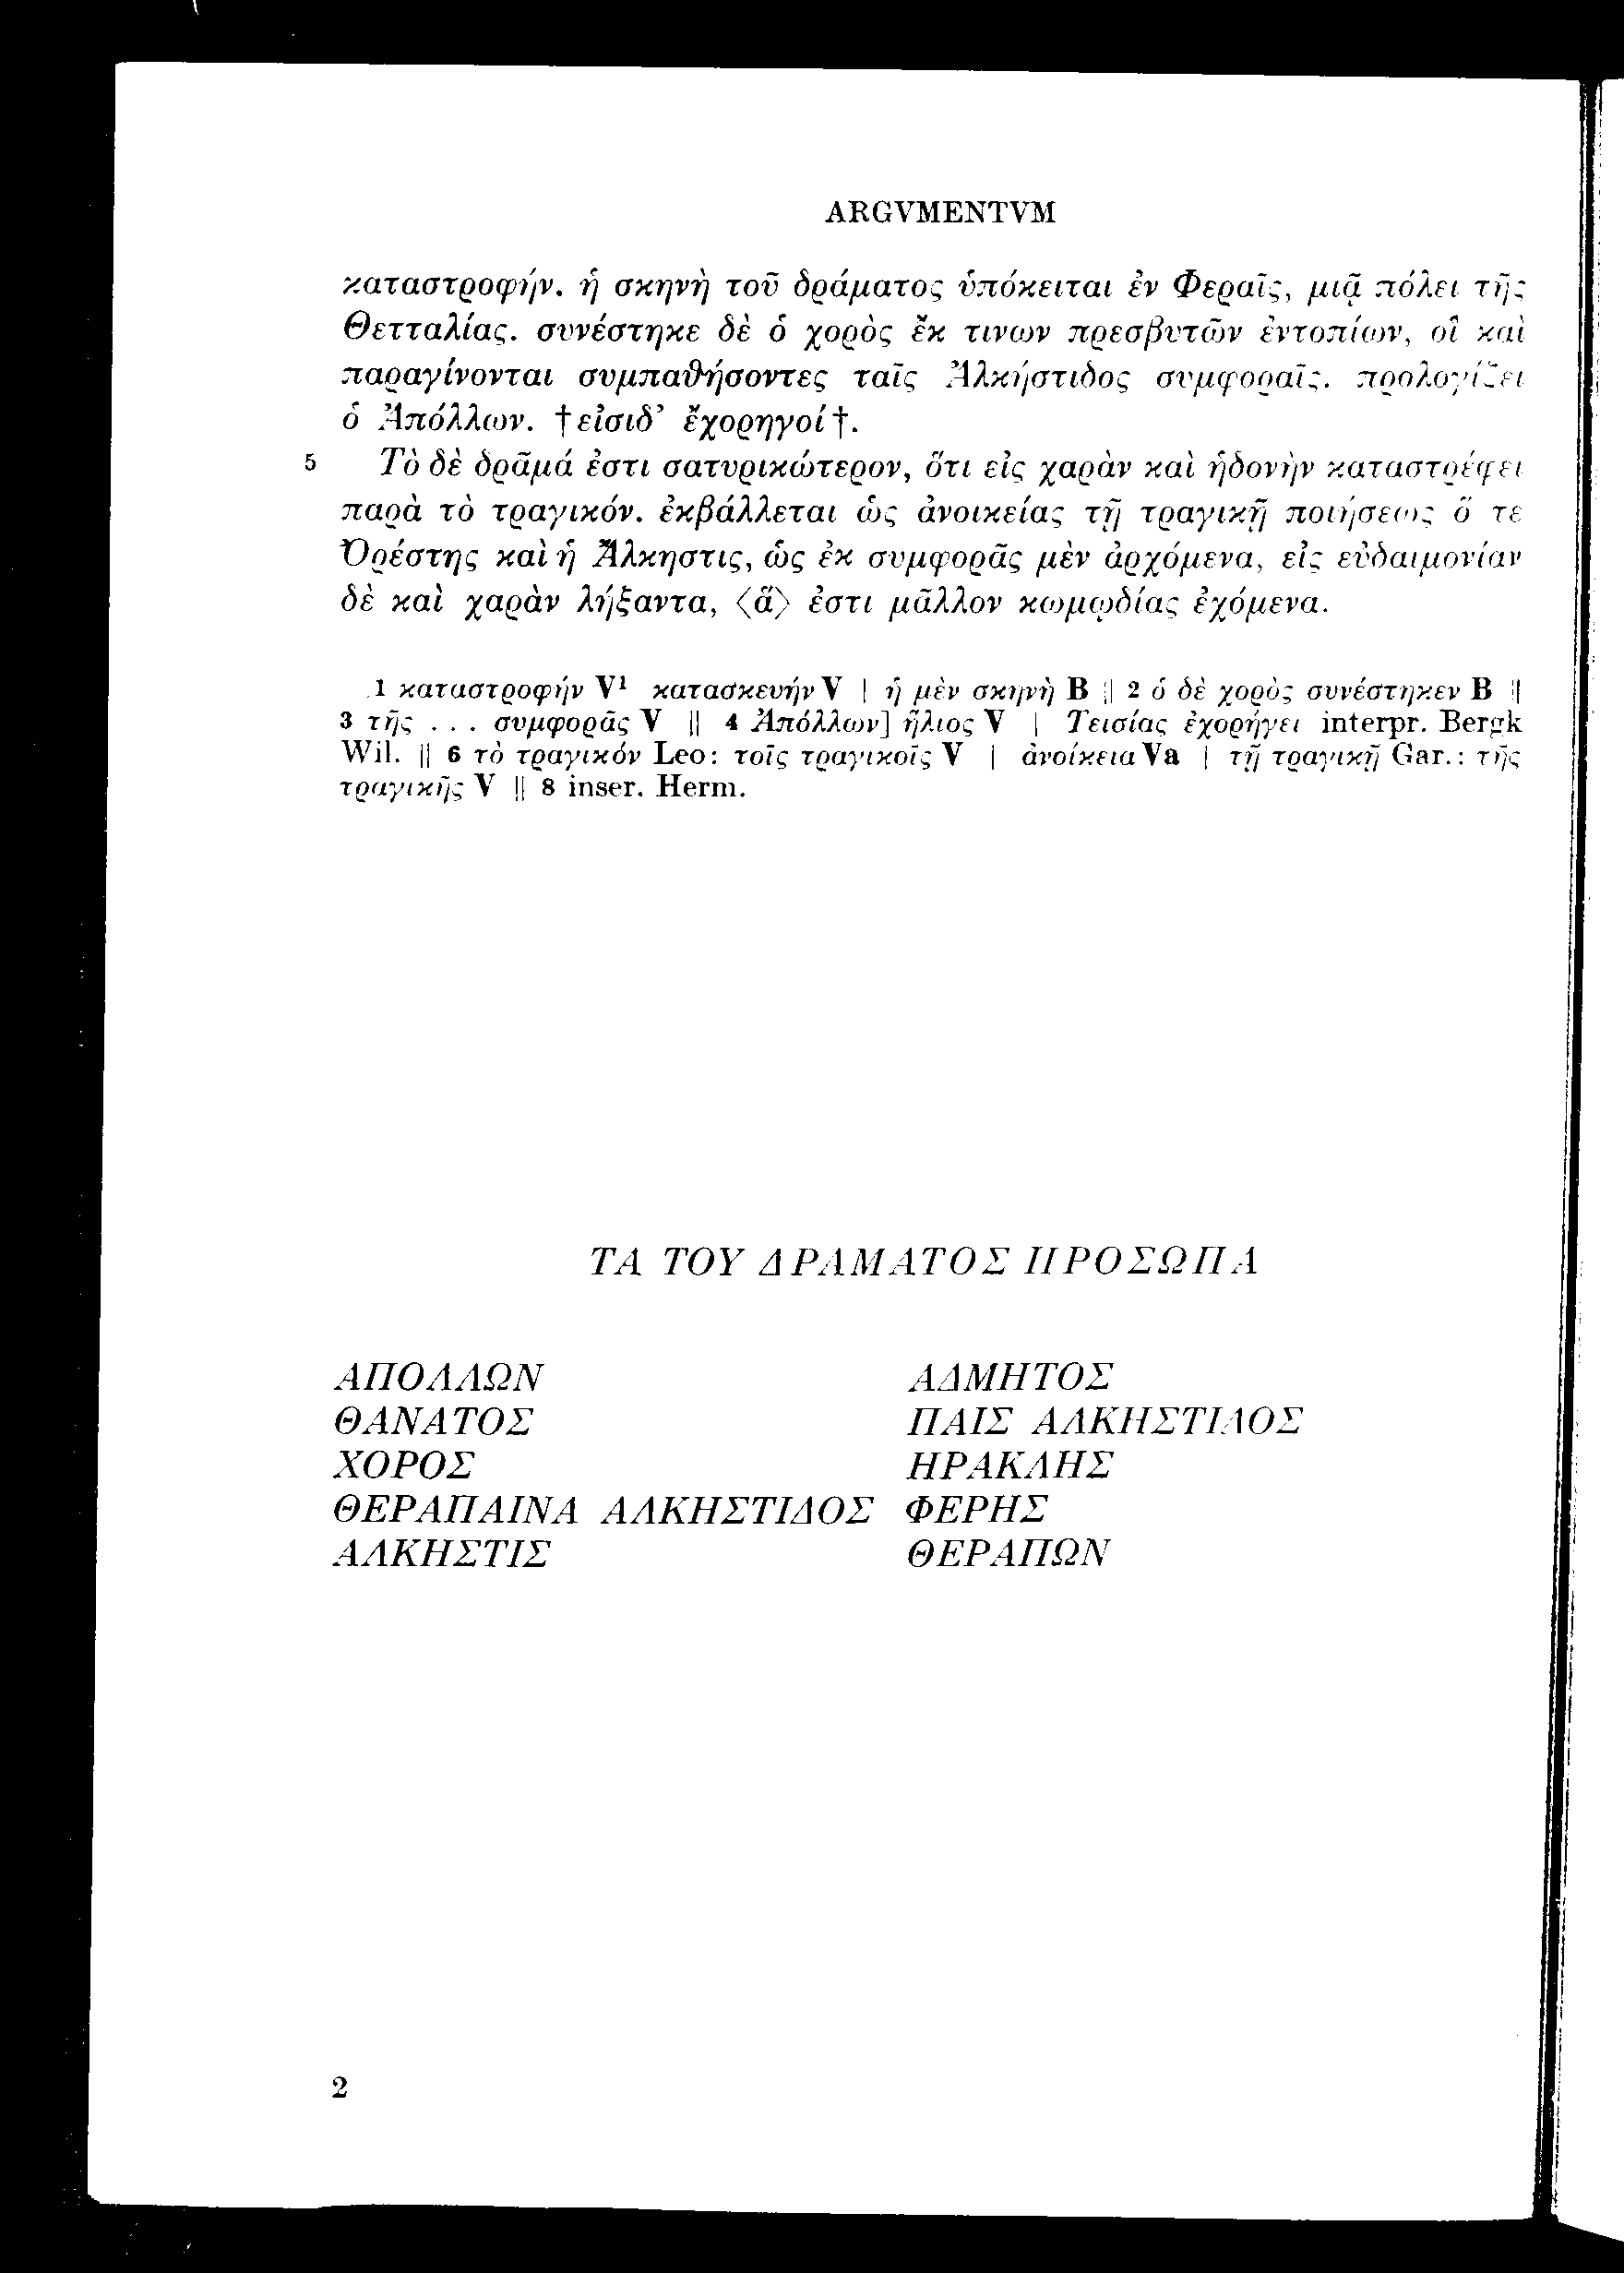 ARGVMENTVM
καταστροφήν. ἡ σκηνὴ τοῦ δράματος ὑπόκειται ἐν Φεραῖς, μιᾷ πόλει τῆς
Θετταλίας. συνέστηκε δὲ ὁ χορὸς ἔκ τινων πρεσβυτῶν ἐντοπίων, οἳ καὶ
παραγίνονται συμπαθήσοντες ταῖς Ἀλκήστιδος συμφοραῖς. προλογίζει
ὁ Ἀπόλλων. †εἰσιδ’ ἔχορηγοί†.
5 Τὸ δὲ δρᾶμά ἐστι σατυρικώτερον, ὅτι εἰς χαρὰν καὶ ἡδονὴν καταστρέφει
παρὰ τὸ τραγικόν. ἐκβάλλεται ὡς ἀνοικείας τῇ τραγικῇ ποιήσεως ὅ τε
Ὀρέστης καὶ ἡ Ἄλκηστις, ὡς ἐκ συμφορᾶς μὲν ἀρχόμενα, εἰς εὐδαιμονίαν
δὲ καὶ χαρὰν λήξαντα, ⟨ἅ⟩ ἐστι μᾶλλον κωμῳδίας ἐχόμενα.
1 καταστροφήν V¹ κατασκευήν V | ἡ μὲν σκηνὴ B || 2 ὁ δὲ χορὸς συνέστηκεν B ||
3 τῆς ... συμφορᾶς V || 4 Ἀπόλλων] ἥλιος V | Τεισίας ἐχορήγει interpr. Bergk
Wil. || 6 τὸ τραγικόν Leo: τοῖς τραγικοῖς V | ἀνοίκεια Va | τῇ τραγικῇ Gar.: τῆς
τραγικῆς V || 8 inser. Herm.
ΤΑ ΤΟΥ ΔΡΑΜΑΤΟΣ ΠΡΟΣΩΠΑ
ΑΠΟΛΛΩΝ
ΘΑΝΑΤΟΣ
ΧΟΡΟΣ
ΘΕΡΑΠΑΙΝΑ ΑΛΚΗΣΤΙΔΟΣ
ΑΛΚΗΣΤΙΣ
ΑΔΜΗΤΟΣ
ΠΑΙΣ ΑΛΚΗΣΤΙΔΟΣ
ΗΡΑΚΛΗΣ
ΦΕΡΗΣ
ΘΕΡΑΠΩΝ
2